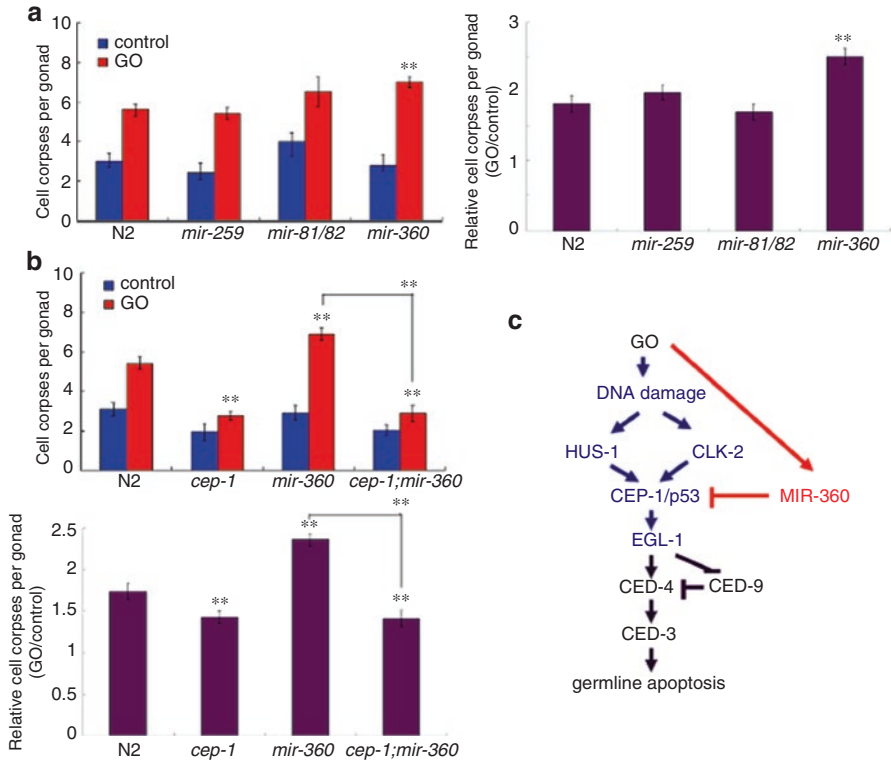 a
10
8
6
4
2
0
Cell corpses per gonad
control
GO
**
N2
mir-259
mir-81/82
mir-360
3
2
1
0
Relative cell corpses per gonad
(GO/control)
**
N2
mir-259
mir-81/82
mir-360
b
10
8
6
4
2
0
Cell corpses per gonad
control
GO
**
**
**
**
N2
cep-1
mir-360
cep-1;mir-360
2.5
2
1.5
1
0.5
0
Relative cell corpses per gonad
(GO/control)
**
**
**
**
N2
cep-1
mir-360
cep-1;mir-360
c
GO
DNA damage
HUS-1
CLK-2
CEP-1/p53
MIR-360
EGL-1
CED-4
CED-9
CED-3
germline apoptosis